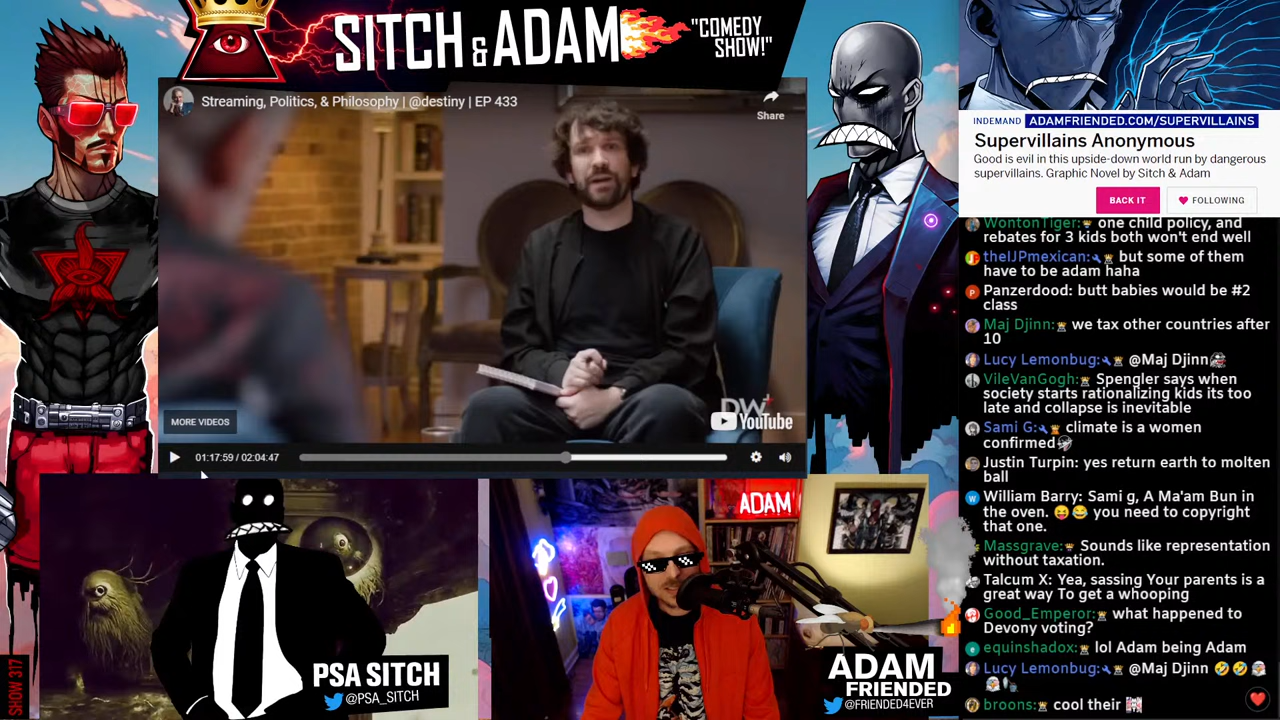 SITCH & ADAM
"COMEDY
SHOW!"
Streaming, Politics, & Philosophy | @destiny | EP 433
Share
MORE VIDEOS
DW+
YouTube
01:17:59 / 02:04:47
INDEMAND ADAMFRIENDED.COM/SUPERVILLAINS
Supervillains Anonymous
Good is evil in this upside-down world run by dangerous
supervillains. Graphic Novel by Sitch & Adam
BACK IT
FOLLOWING
WontonTiger: one child policy, and
rebates for 3 kids both won't end well
theIJPmexican: but some of them
have to be adam haha
P
Panzerdood: butt babies would be #2
class
Maj Djinn: we tax other countries after
10
Lucy Lemonbug: @Maj Djinn
VileVanGogh: Spengler says when
society starts rationalizing kids its too
late and collapse is inevitable
Sami G: climate is a women
confirmed
Justin Turpin: yes return earth to molten
ball
W
William Barry: Sami g, A Ma'am Bun in
the oven. 😝😂 you need to copyright
that one.
Massgrave: Sounds like representation
without taxation.
Talcum X: Yea, sassing Your parents is a
great way To get a whooping
Good_Emperor: what happened to
Devony voting?
equinshadox: lol Adam being Adam
Lucy Lemonbug: @Maj Djinn 🤣🤣
broons: cool their
SHOW 317
PSA SITCH
@PSA_SITCH
ADAM
ADAM
FRIENDED
@FRIENDED4EVER